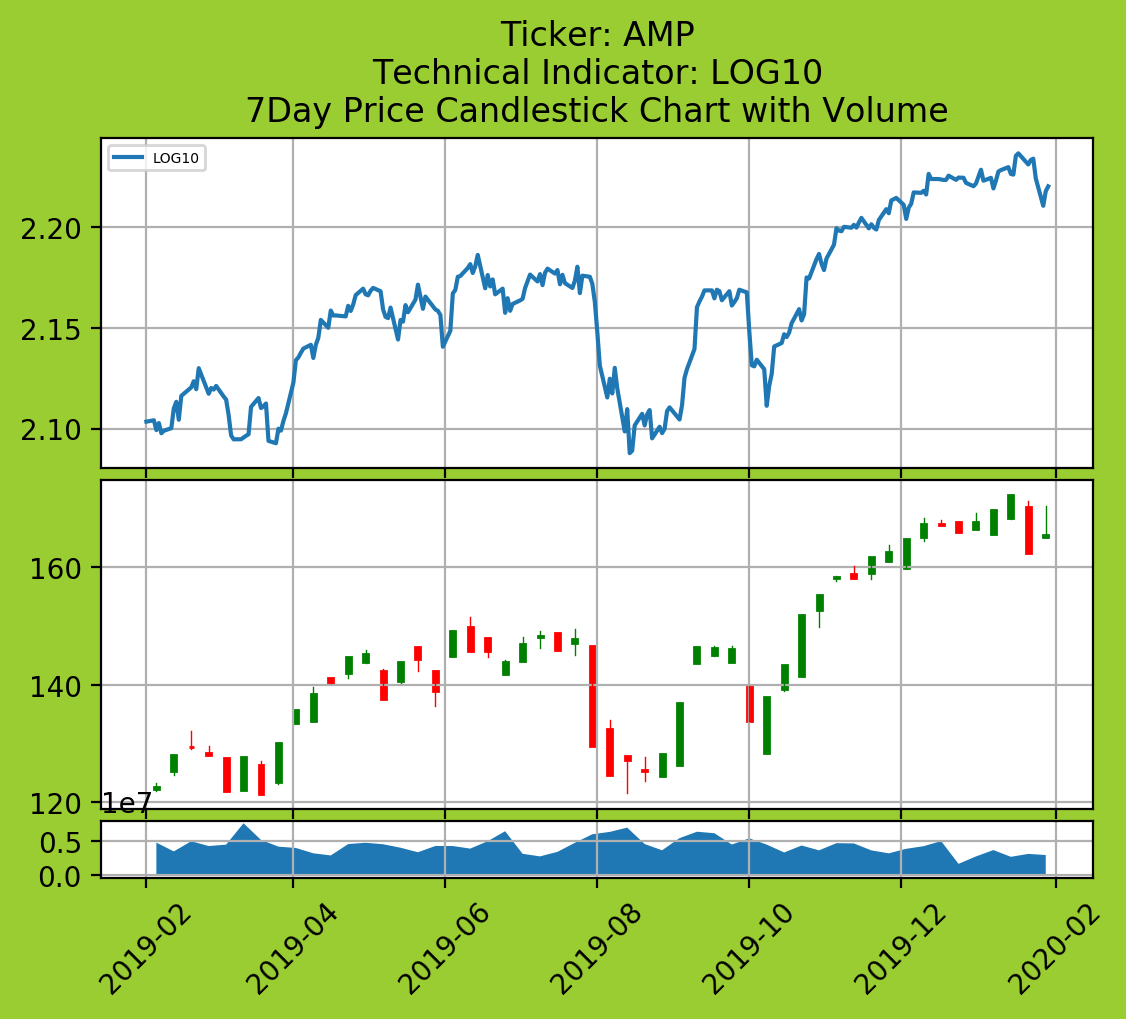 Ticker: AMP
Technical Indicator: LOG10
7Day Price Candlestick Chart with Volume
LOG10
2.20
2.15
2.10
160
140
120
1e7
0.5
0.0
2019-02 2019-04 2019-06 2019-08 2019-10 2019-12 2020-02